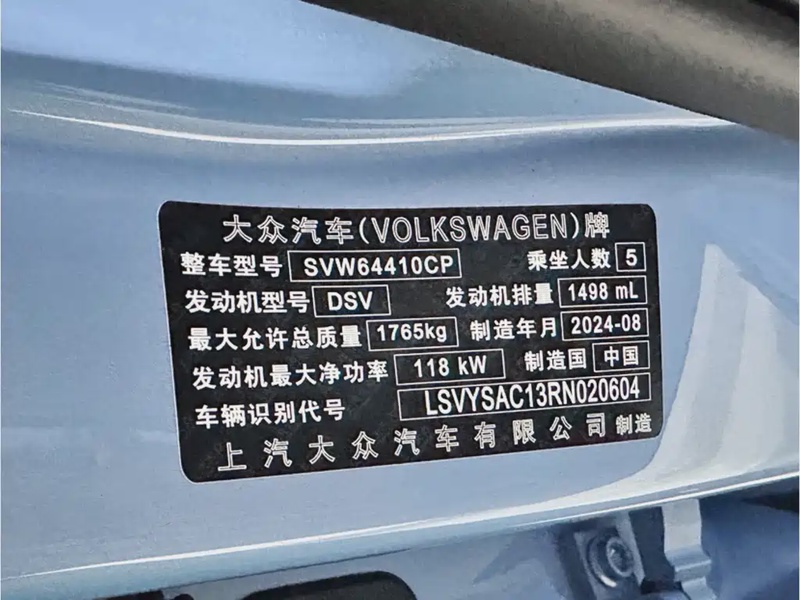 大众汽车(VOLKSWAGEN)牌
整车型号 SVW64410CP 乘坐人数 5
发动机型号 DSV 发动机排量 1498 mL
最大允许总质量 1765kg 制造年月 2024-08
发动机最大净功率 118 kW 制造国 中国
车辆识别代号 LSVYSAC13RN020604
上汽大众汽车有限公司 制造